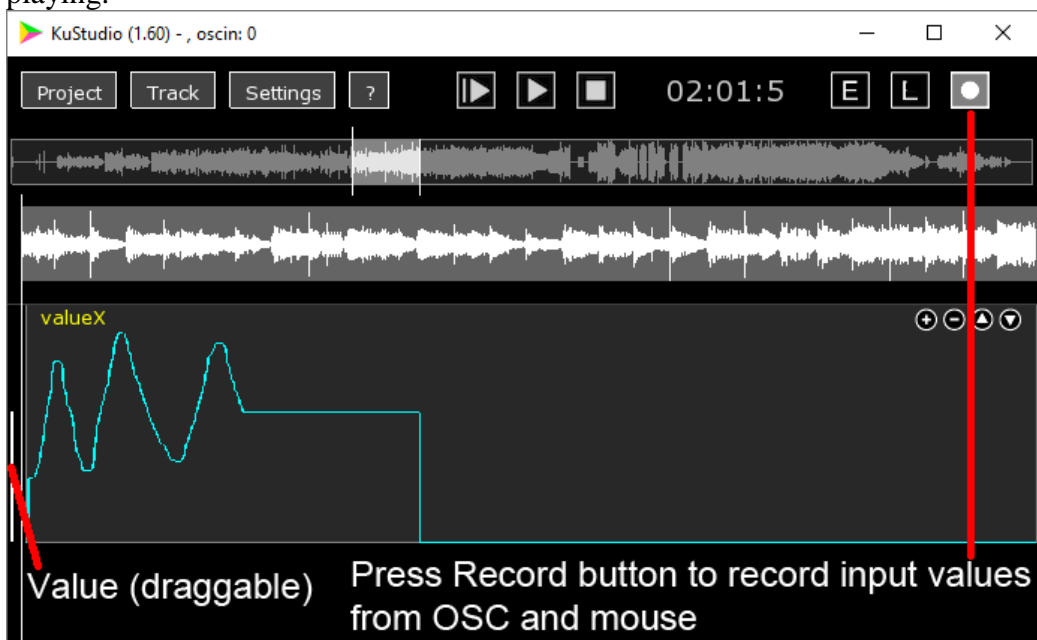 playing.
KuStudio (1.60) - , oscin: 0
Project Track Settings ? 02:01:5 E L
valueX
Value (draggable)
Press Record button to record input values
from OSC and mouse